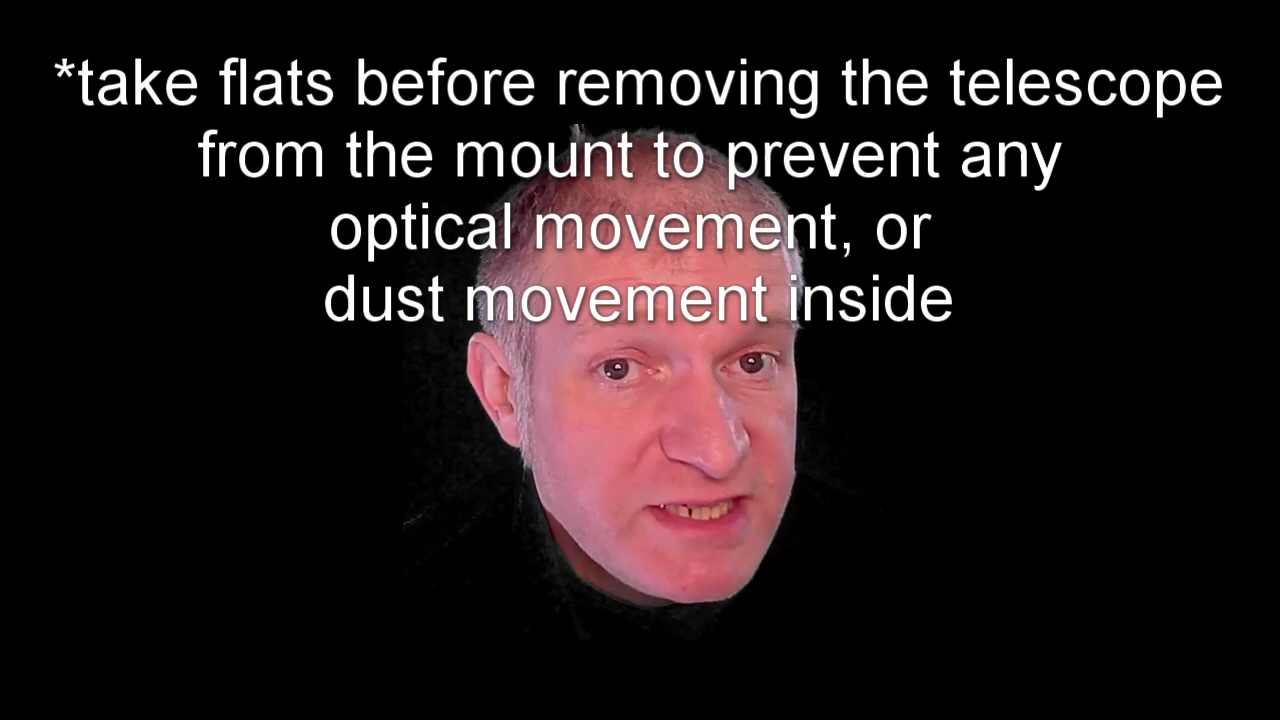 *take flats before removing the telescope
from the mount to prevent any
optical movement, or
dust movement inside